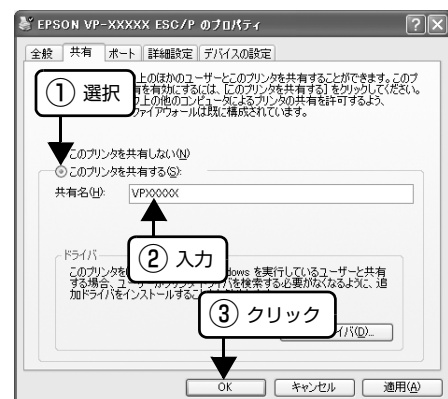 EPSON VP-XXXXX ESC/P のプロパティ
全般 共有 ポート 詳細設定 デバイスの設定
上のほかのユーザーとこのプリンタを共有することができます。このプ
有を有効にするには、[このプリンタを共有する] をクリックしてください。
上の他のコンピュータによるプリンタの共有を許可するよう、
ファイアウォールは既に構成されています。
① 選択
このプリンタを共有しない(N)
このプリンタを共有する(S):
共有名(H): VPXXXXX
② 入力
ドライバ
このプリンタを dows を実行しているユーザーと共有
する場合、ユー バを検索する必要がなくなるように、追
加ドライバをインストールすること
③ クリック
イバ(D)...
OK キャンセル 適用(A)